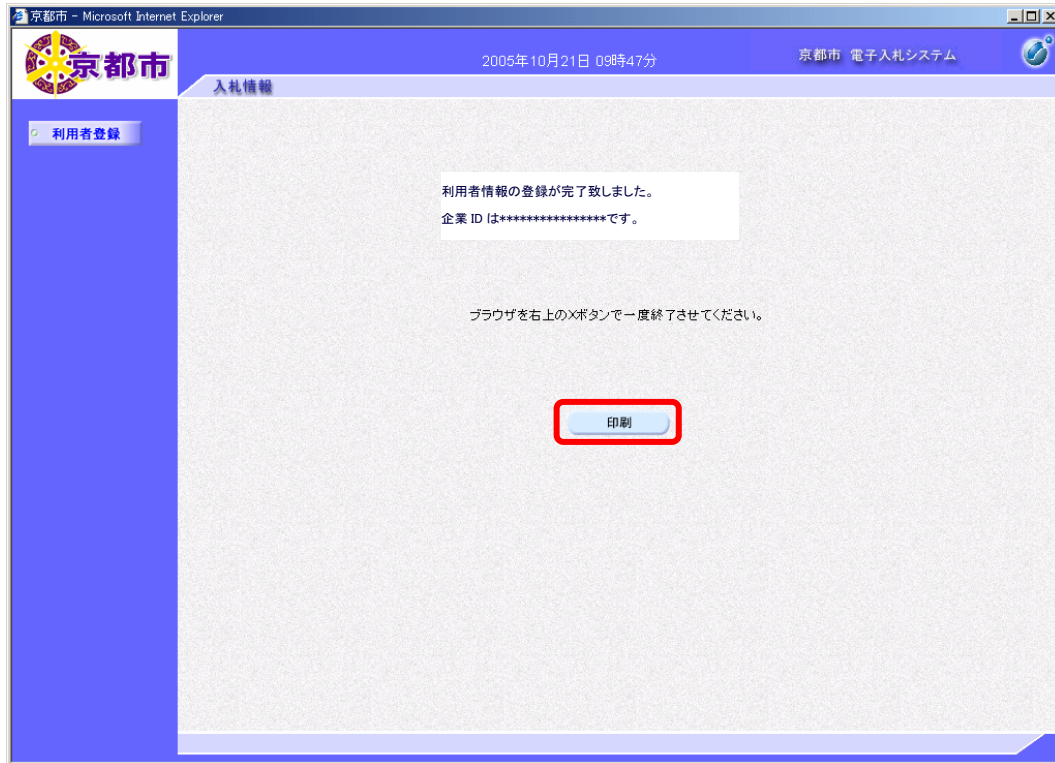 京都市 - Microsoft Internet Explorer
京都市
2005年10月21日 09時47分
京都市 電子入札システム
入札情報
利用者登録
利用者情報の登録が完了致しました。
企業 ID は****************です。
ブラウザを右上の×ボタンで一度終了させてください。
印刷